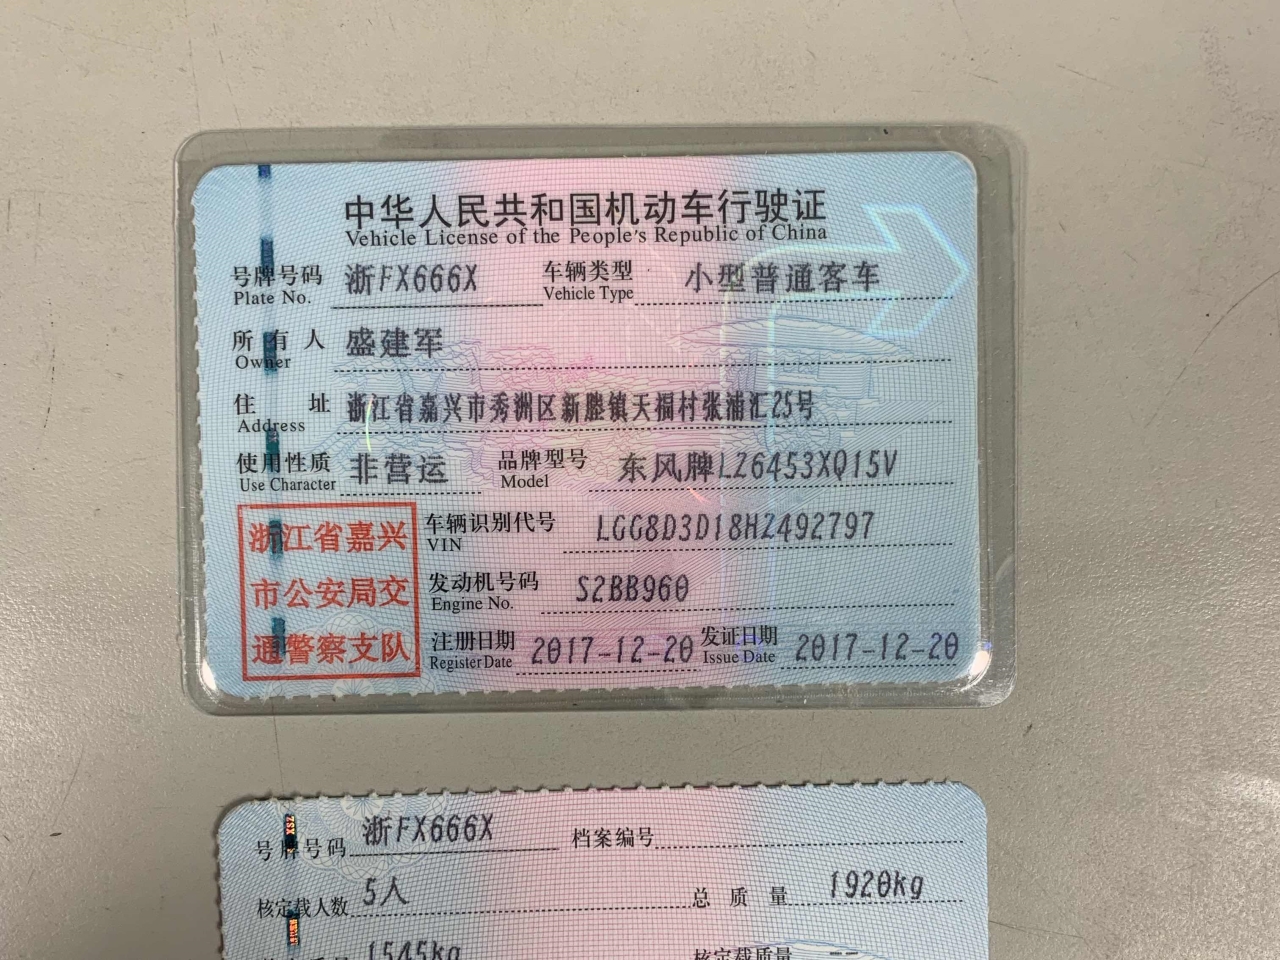 中华人民共和国机动车行驶证
Vehicle License of the People's Republic of China
号牌号码 浙FX666X 车辆类型 小型普通客车
Plate No. Vehicle Type
所有人 盛建军
Owner
住址 浙江省嘉兴市秀洲区新塍镇天福村张浦汇25号
Address
使用性质 非营运 品牌型号 东风牌LZ6453XQ15V
Use Character Model
浙江省嘉兴
市公安局交
通警察支队
车辆识别代号 LGG8D3D18HZ492797
VIN
发动机号码 S2BB960
Engine No.
注册日期 2017-12-20 发证日期 2017-12-20
Register Date Issue Date
号牌号码 浙FX666X 档案编号
核定载人数 5人 总质量 1920kg
1545kg 核定载质量 --